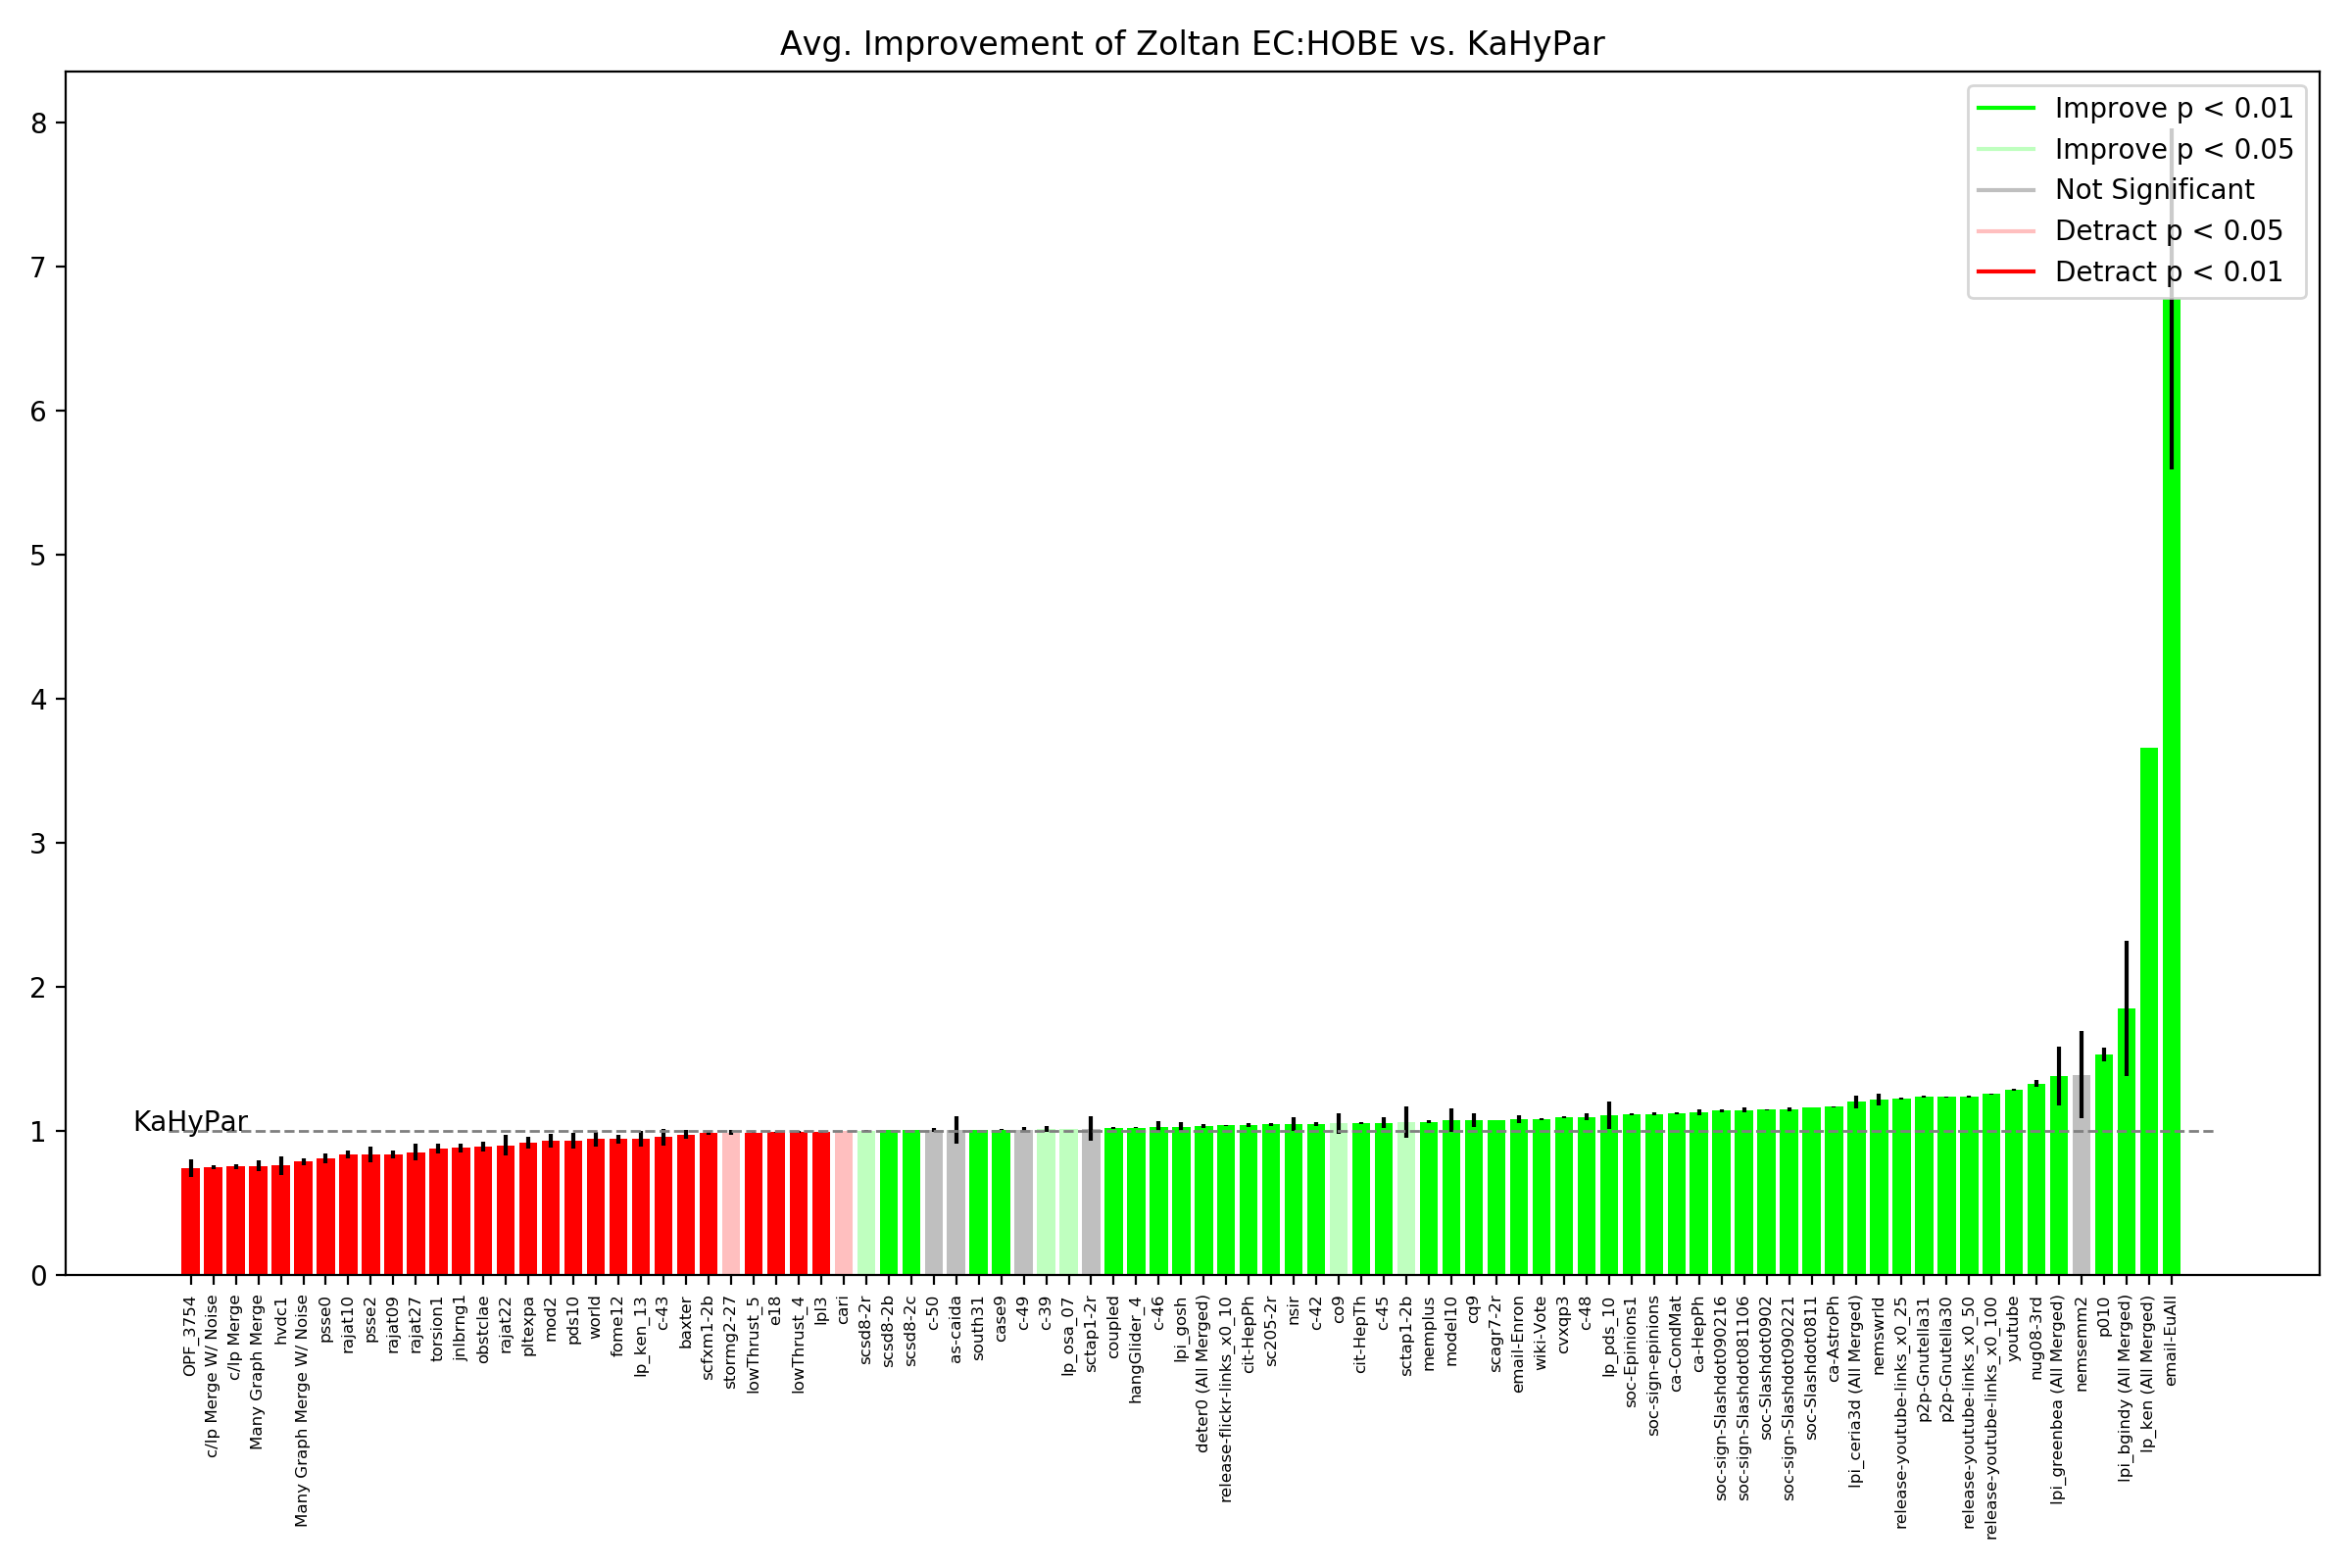 Avg. Improvement of Zoltan EC:HOBE vs. KaHyPar
Improve p < 0.01
Improve p < 0.05
Not Significant
Detract p < 0.05
Detract p < 0.01
8
7
6
5
4
3
2
1
0
KaHyPar
OPF_3754
c/lp Merge W/ Noise
c/lp Merge
Many Graph Merge
hvdc1
Many Graph Merge W/ Noise
psse0
rajat10
psse2
rajat09
rajat27
torsion1
jnlbrng1
obstclae
rajat22
pltexpa
mod2
pds10
world
fome12
lp_ken_13
c-43
baxter
scfxm1-2b
stormg2-27
lowThrust_5
e18
lowThrust_4
lpl3
cari
scsd8-2r
scsd8-2b
scsd8-2c
c-50
as-caida
south31
case9
c-49
c-39
lp_osa_07
sctap1-2r
coupled
hangGlider_4
c-46
lpi_gosh
deter0 (All Merged)
release-flickr-links_x0_10
cit-HepPh
sc205-2r
nsir
c-42
co9
cit-HepTh
c-45
sctap1-2b
memplus
model10
cq9
scagr7-2r
email-Enron
wiki-Vote
cvxqp3
c-48
lp_pds_10
soc-Epinions1
soc-sign-epinions
ca-CondMat
ca-HepPh
soc-sign-Slashdot090216
soc-sign-Slashdot081106
soc-Slashdot0902
soc-sign-Slashdot090221
soc-Slashdot0811
ca-AstroPh
lpi_ceria3d (All Merged)
nemswrld
release-youtube-links_x0_25
p2p-Gnutella31
p2p-Gnutella30
release-youtube-links_x0_50
release-youtube-links_x0_100
youtube
nug08-3rd
lpi_greenbea (All Merged)
nemsemm2
p010
lpi_bgindy (All Merged)
lp_ken (All Merged)
email-EuAll